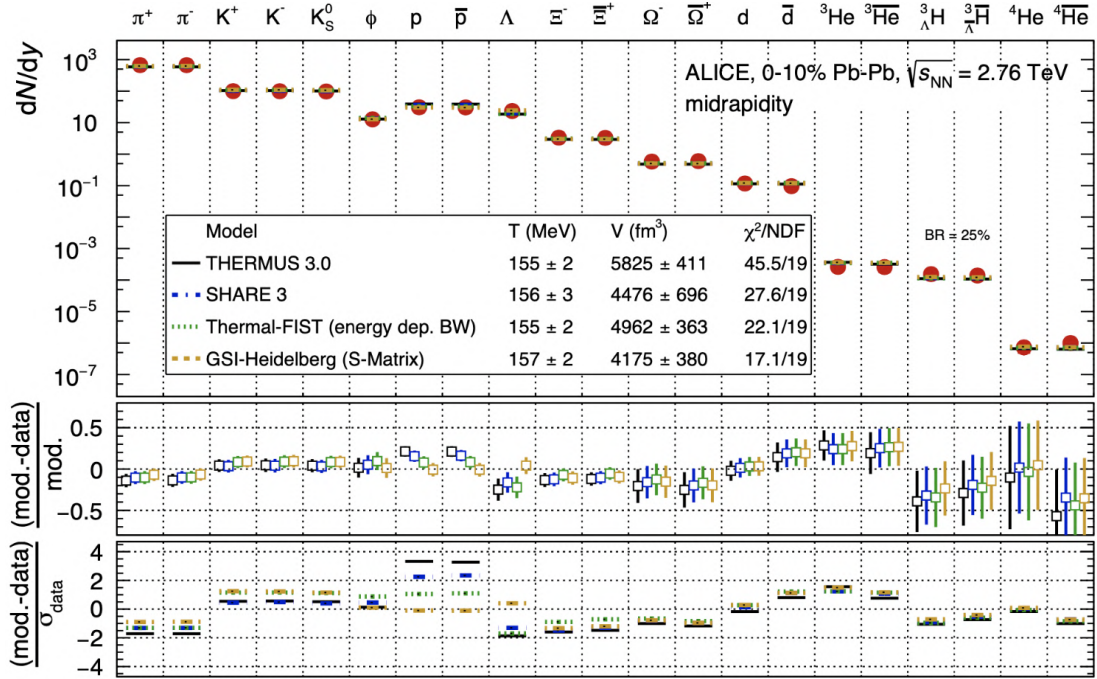 π⁺ π⁻ K⁺ K⁻ K⁰S ϕ p p̅ Λ Ξ⁻ Ξ̅⁺ Ω⁻ Ω̅⁺ d d̅ ³He ³H̅e̅ ³ΛH ³Λ̅H̅ ⁴He ⁴H̅e̅
dN/dy
10³
10
10⁻¹
10⁻³
10⁻⁵
10⁻⁷
ALICE, 0-10% Pb-Pb, √sNN = 2.76 TeV
midrapidity
BR = 25%
Model T (MeV) V (fm³) χ²/NDF
THERMUS 3.0 155 ± 2 5825 ± 411 45.5/19
SHARE 3 156 ± 3 4476 ± 696 27.6/19
Thermal-FIST (energy dep. BW) 155 ± 2 4962 ± 363 22.1/19
GSI-Heidelberg (S-Matrix) 157 ± 2 4175 ± 380 17.1/19
(mod.-data)
mod.
0.5
0
−0.5
(mod.-data)
σdata
4
2
0
−2
−4